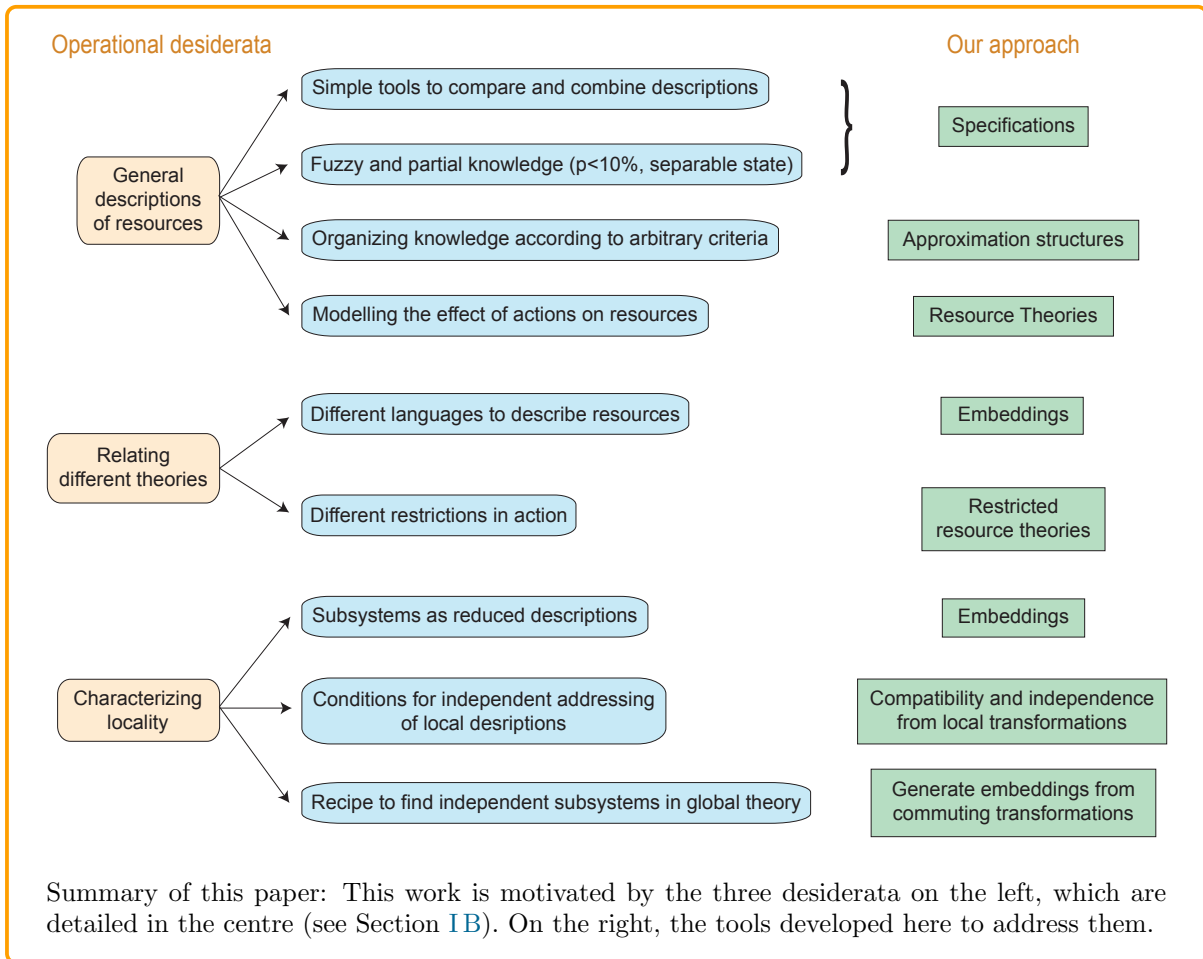 Operational desiderata
Our approach
Simple tools to compare and combine descriptions
}
Specifications
Fuzzy and partial knowledge (p<10%, separable state)
General
descriptions
of resources
Organizing knowledge according to arbitrary criteria
Approximation structures
Modelling the effect of actions on resources
Resource Theories
Different languages to describe resources
Embeddings
Relating
different theories
Different restrictions in action
Restricted
resource theories
Subsystems as reduced descriptions
Embeddings
Characterizing
locality
Conditions for independent addressing
of local desriptions
Compatibility and independence
from local transformations
Recipe to find independent subsystems in global theory
Generate embeddings from
commuting transformations
Summary of this paper: This work is motivated by the three desiderata on the left, which are
detailed in the centre (see Section I B). On the right, the tools developed here to address them.